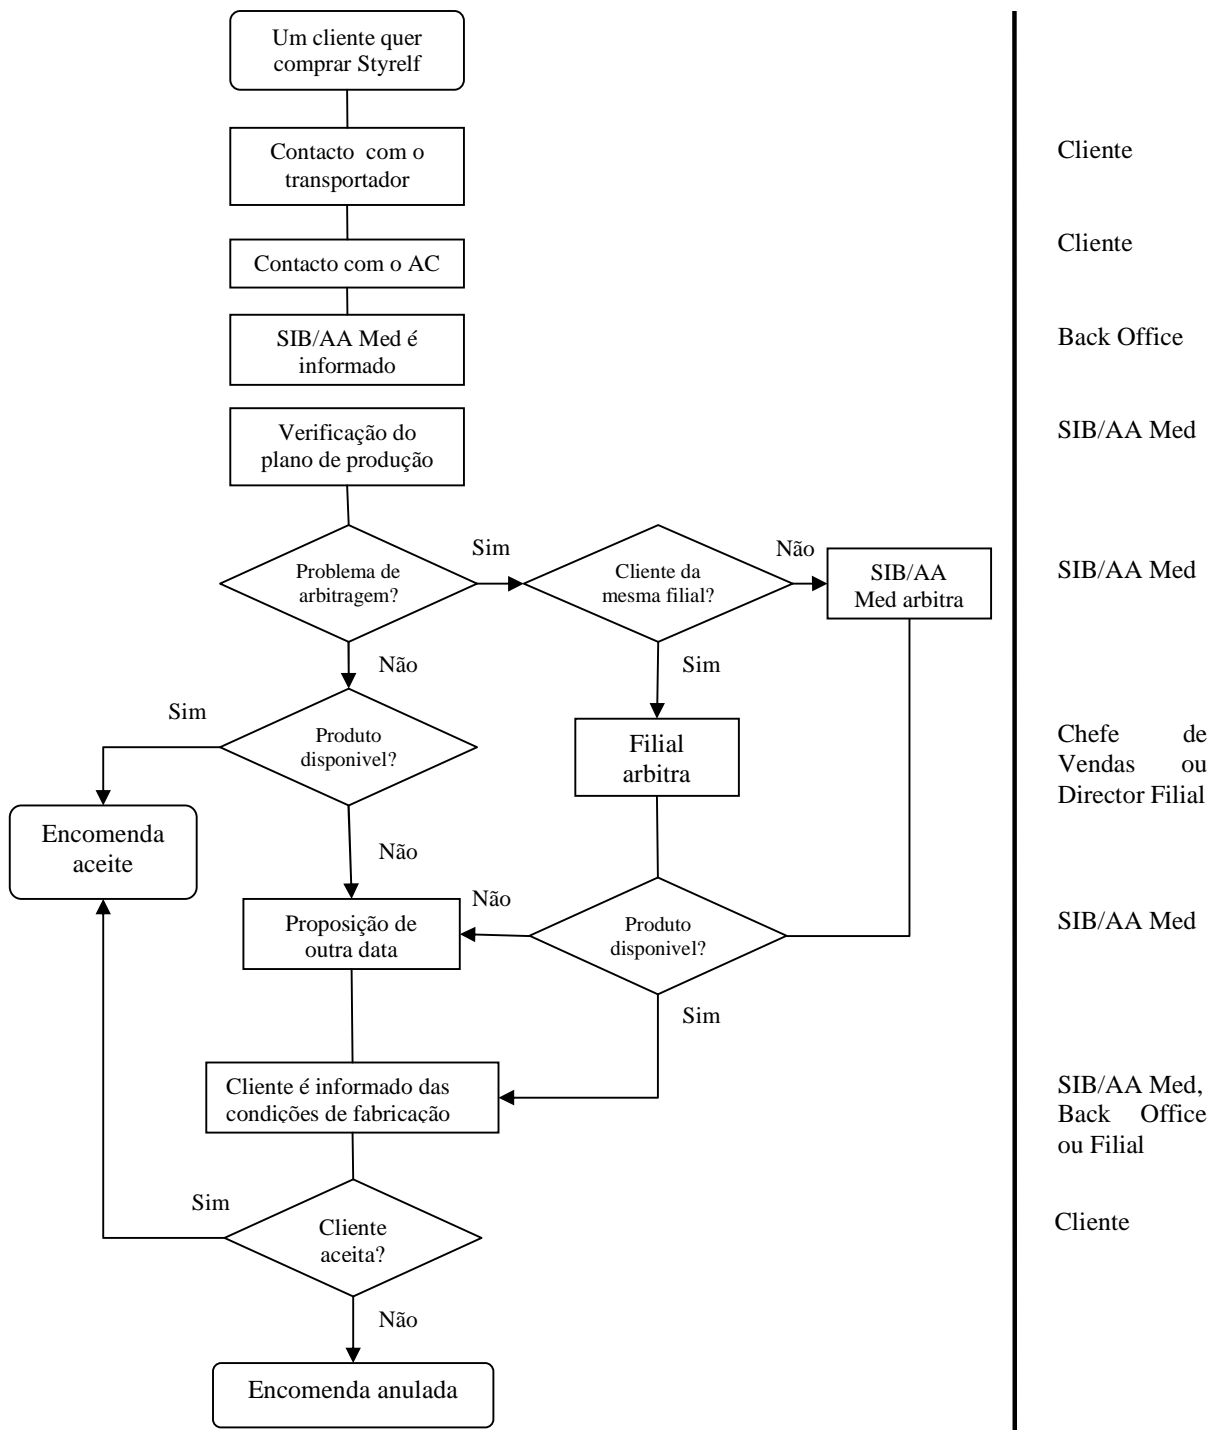 Um cliente quer
comprar Styrelf
Contacto com o
transportador
Cliente
Contacto com o AC
Cliente
SIB/AA Med é
informado
Back Office
Verificação do
plano de produção
SIB/AA Med
Problema de
arbitragem?
Sim
Cliente da
mesma filial?
Não
SIB/AA
Med arbitra
SIB/AA Med
Não
Sim
Sim
Produto
disponivel?
Filial
arbitra
Chefe de
Vendas ou
Director Filial
Encomenda
aceite
Não
Proposição de
outra data
Não
Produto
disponivel?
SIB/AA Med
Sim
Cliente é informado das
condições de fabricação
SIB/AA Med,
Back Office
ou Filial
Sim
Cliente
aceita?
Cliente
Não
Encomenda anulada